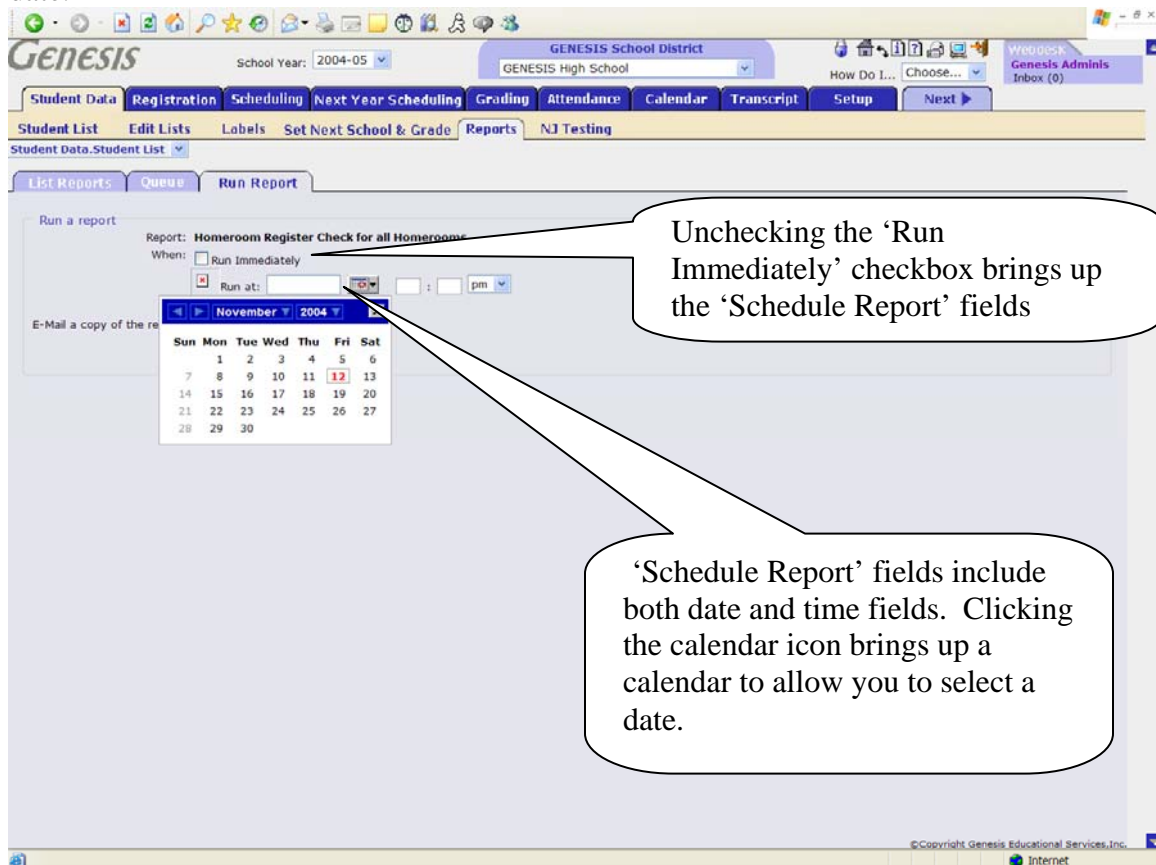 GENESIS
School Year: 2004-05
GENESIS School District
GENESIS High School
How Do I... Choose...
Webdesk
Genesis Adminis
Inbox (0)
Student Data Registration Scheduling Next Year Scheduling Grading Attendance Calendar Transcript Setup Next
Student List Edit Lists Labels Set Next School & Grade Reports NJ Testing
Student Data.Student List
List Reports Queue Run Report
Run a report
Report: Homeroom Register Check for all Homerooms
When: Run Immediately
Run at: : pm
E-Mail a copy of the re
November 2004
Sun Mon Tue Wed Thu Fri Sat
1 2 3 4 5 6
7 8 9 10 11 12 13
14 15 16 17 18 19 20
21 22 23 24 25 26 27
28 29 30
Unchecking the ‘Run
Immediately’ checkbox brings up
the ‘Schedule Report’ fields
‘Schedule Report’ fields include
both date and time fields. Clicking
the calendar icon brings up a
calendar to allow you to select a
date.
©Copyright Genesis Educational Services,Inc.
Internet